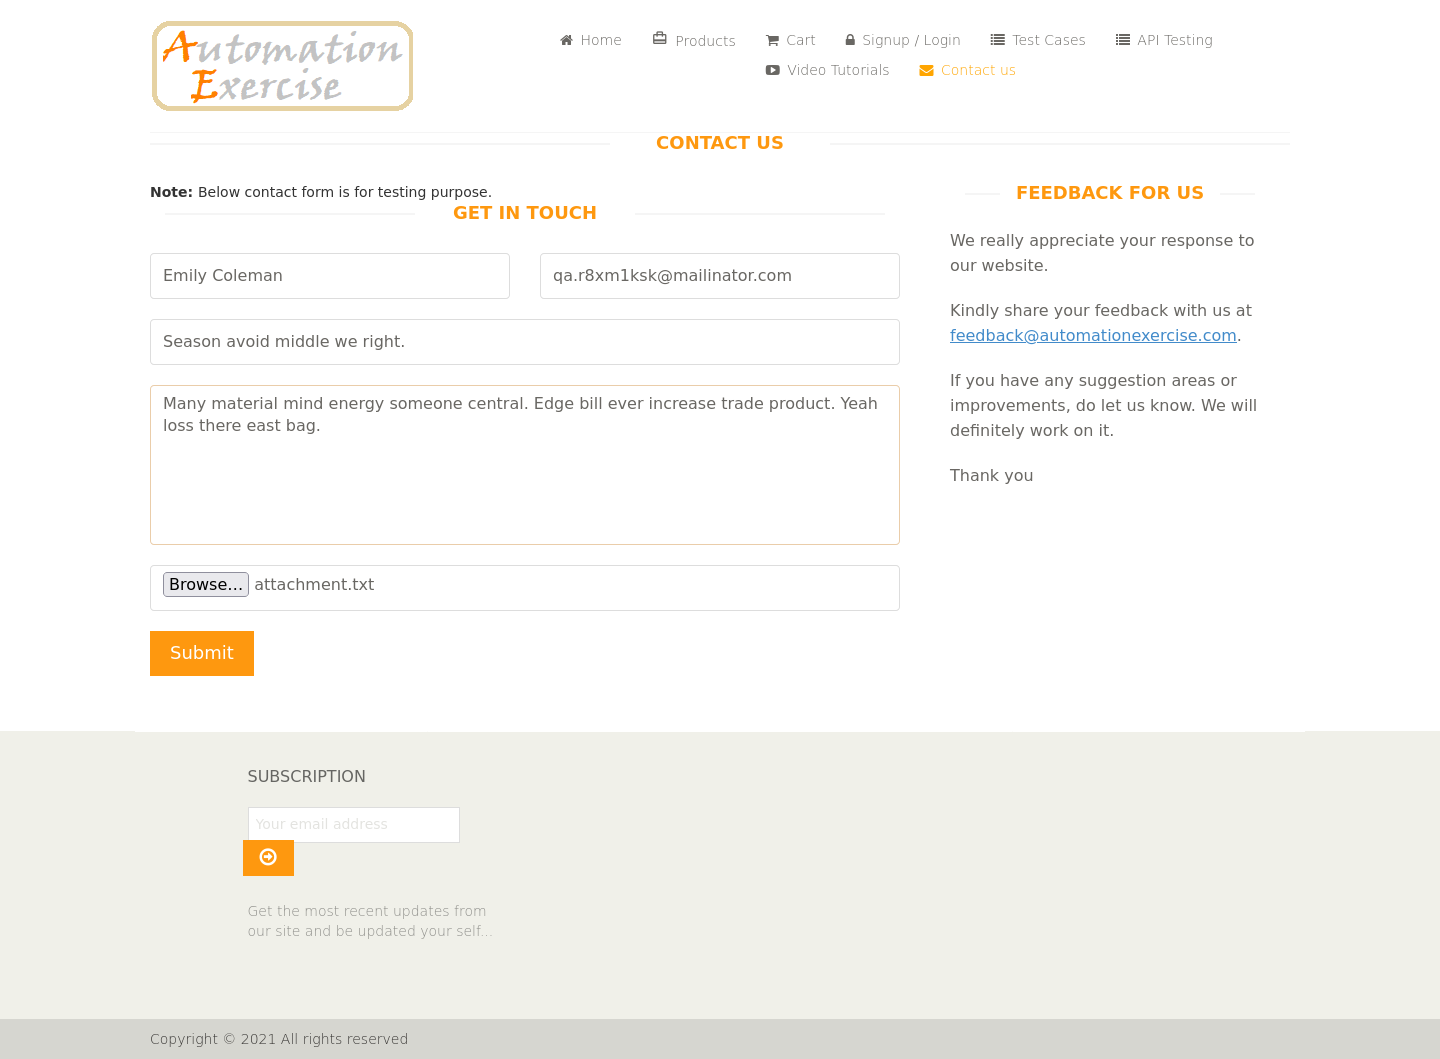 Automation
Exercise
Home
Products
Cart
Signup / Login
Test Cases
API Testing
Video Tutorials
Contact us
CONTACT US
Note: Below contact form is for testing purpose.
GET IN TOUCH
Emily Coleman
qa.r8xm1ksk@mailinator.com
Season avoid middle we right.
Many material mind energy someone central. Edge bill ever increase trade product. Yeah
loss there east bag.
Browse... attachment.txt
Submit
FEEDBACK FOR US
We really appreciate your response to
our website.
Kindly share your feedback with us at
feedback@automationexercise.com.
If you have any suggestion areas or
improvements, do let us know. We will
definitely work on it.
Thank you
SUBSCRIPTION
Your email address
Get the most recent updates from
our site and be updated your self...
Copyright © 2021 All rights reserved